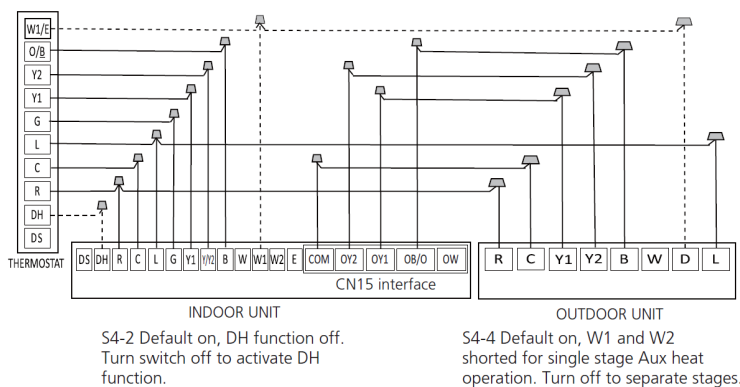 W1/E
O/B
Y2
Y1
G
L
C
R
DH
DS
THERMOSTAT
DS DH R C L G Y1 Y/Y2 B W W1 W2 E COM OY2 OY1 OB/O OW
CN15 interface
R C Y1 Y2 B W D L
INDOOR UNIT
OUTDOOR UNIT
S4-2 Default on, DH function off.
Turn switch off to activate DH
function.
S4-4 Default on, W1 and W2
shorted for single stage Aux heat
operation. Turn off to separate stages.